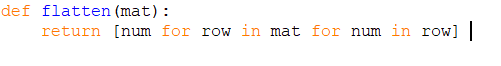 def flatten(mat):
    return [num for row in mat for num in row]